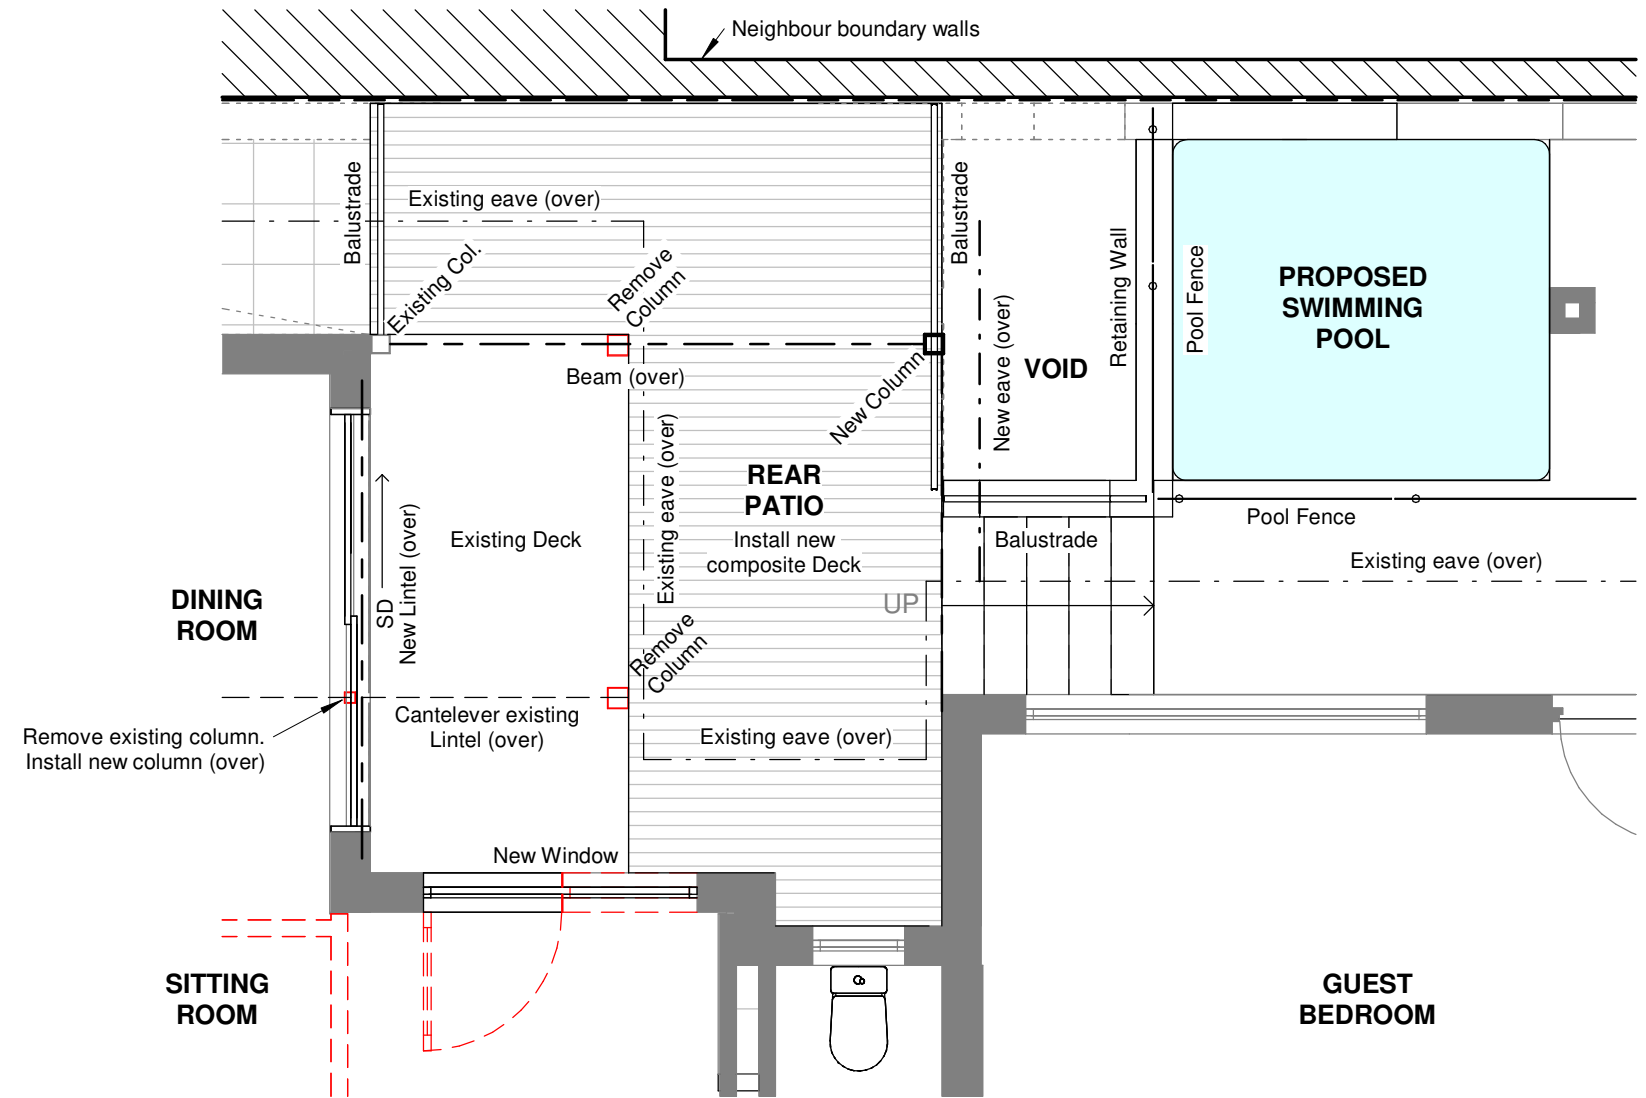 Neighbour boundary walls
Balustrade
Existing eave (over)
Existing Col.
Remove
Column
Beam (over)
New Column
Balustrade
New eave (over)
VOID
Retaining Wall
Pool Fence
PROPOSED
SWIMMING
POOL
Existing eave (over)
REAR
PATIO
Install new
composite Deck
Existing Deck
SD
New Lintel (over)
DINING
ROOM
UP
Balustrade
Pool Fence
Existing eave (over)
Remove
Column
Cantelever existing
Lintel (over)
Existing eave (over)
Remove existing column.
Install new column (over)
New Window
SITTING
ROOM
GUEST
BEDROOM